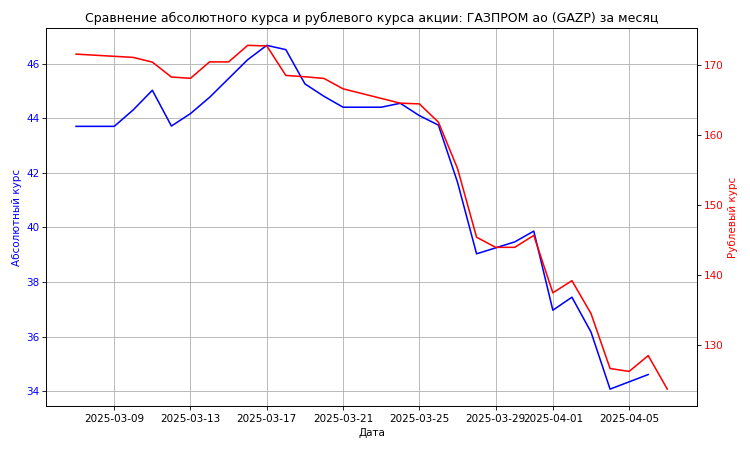 Сравнение абсолютного курса и рублевого курса акции: ГАЗПРОМ ао (GAZP) за месяц
Абсолютный курс
46
44
42
40
38
36
34
170
160
150
140
130
Рублевый курс
2025-03-09 2025-03-13 2025-03-17 2025-03-21 2025-03-25 2025-03-29 2025-04-01 2025-04-05
Дата